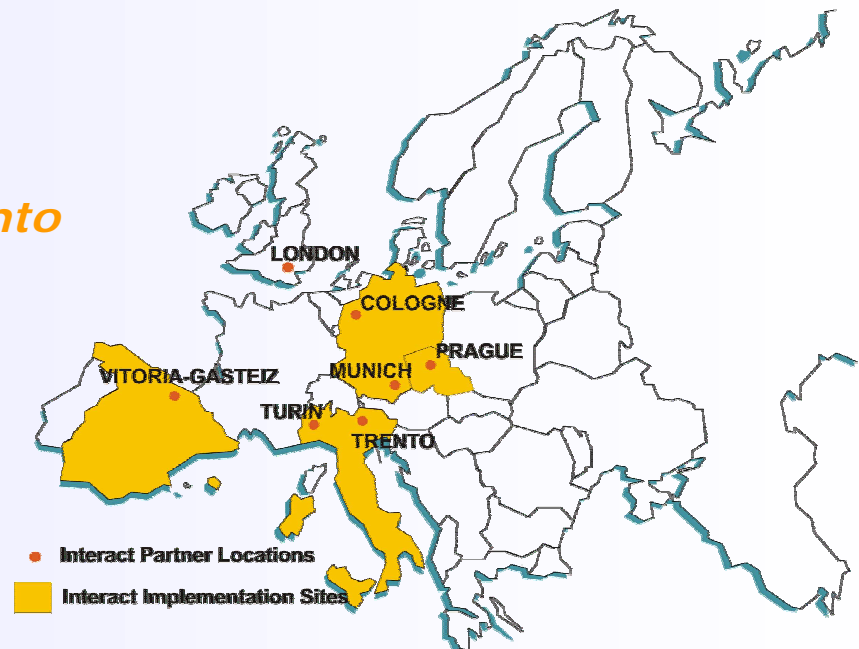 nto
LONDON
COLOGNE
PRAGUE
MUNICH
VITORIA-GASTEIZ
TURIN
TRENTO
Interact Partner Locations
Interact Implementation Sites